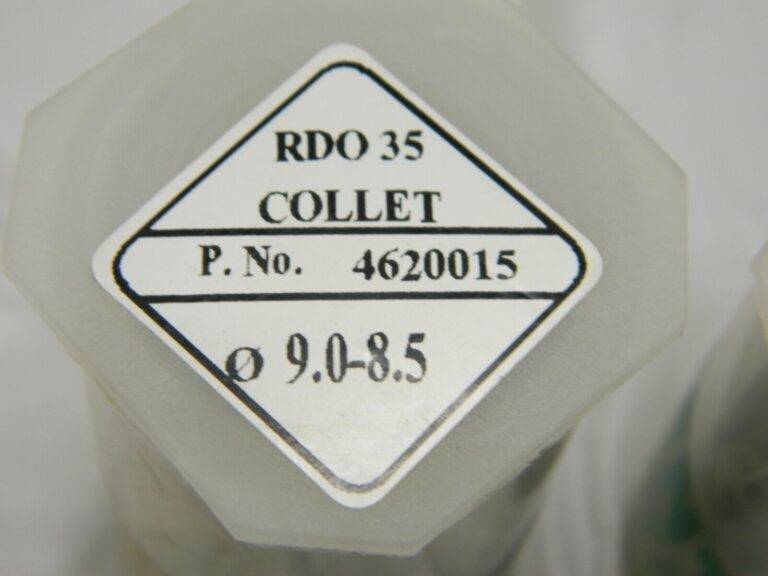 RDO 35
COLLET
P. No. 4620015
Ø 9.0-8.5